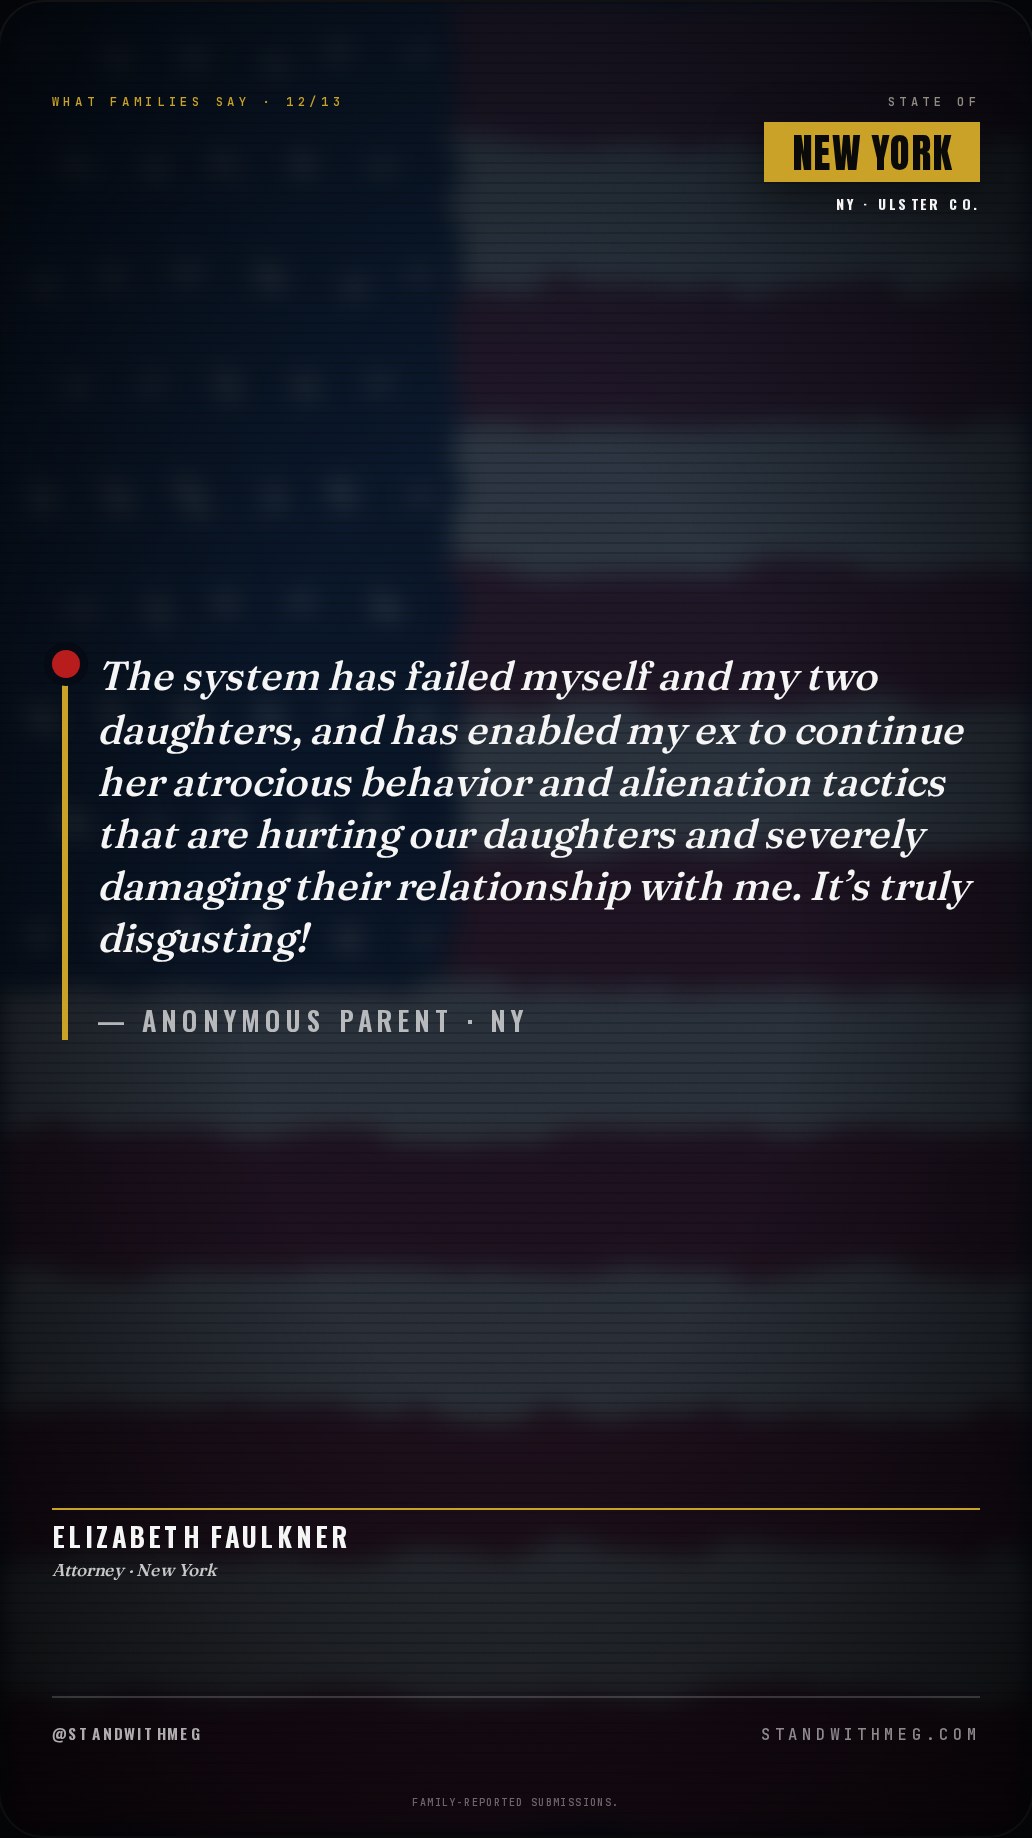 WHAT FAMILIES SAY · 12/13
STATE OF
NEW YORK
NY · ULSTER CO.
The system has failed myself and my two
daughters, and has enabled my ex to continue
her atrocious behavior and alienation tactics
that are hurting our daughters and severely
damaging their relationship with me. It’s truly
disgusting!
— ANONYMOUS PARENT · NY
ELIZABETH FAULKNER
Attorney · New York
@STANDWITHMEG
STANDWITHMEG.COM
FAMILY-REPORTED SUBMISSIONS.